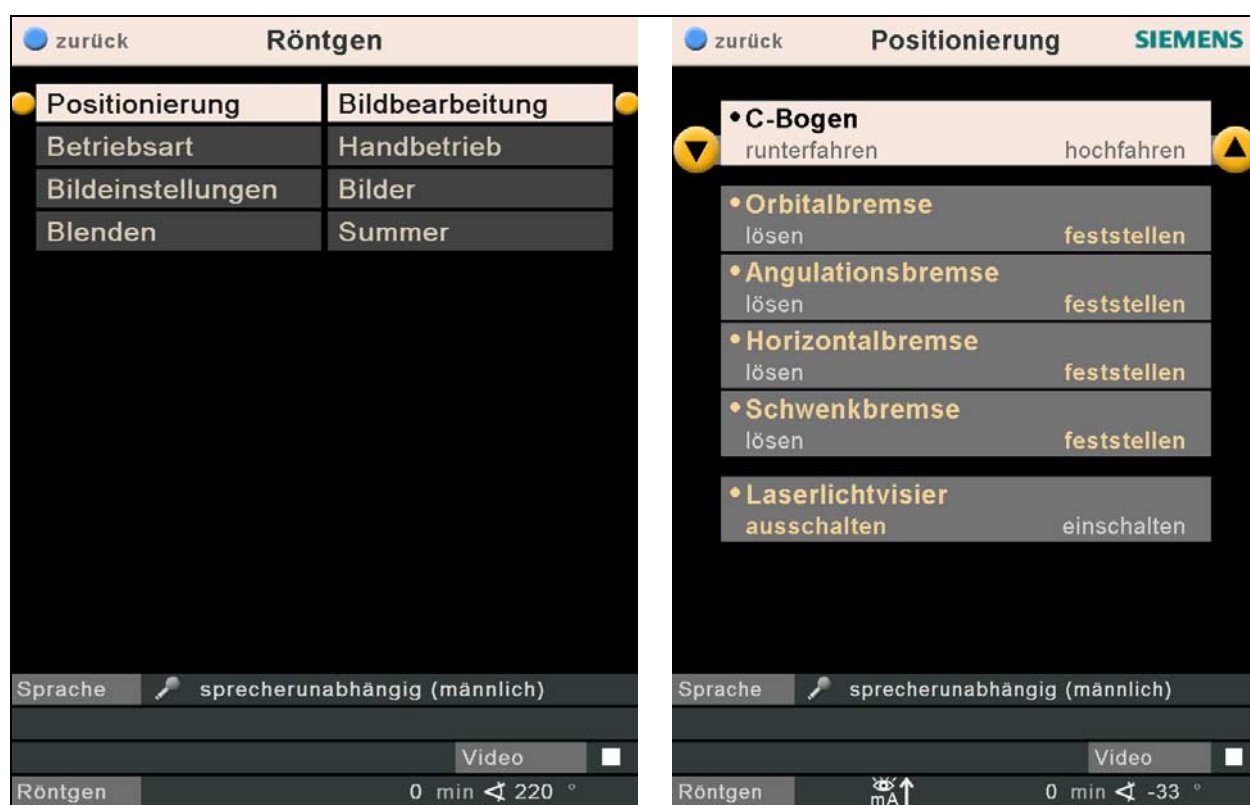 zurück Röntgen
Positionierung Bildbearbeitung
Betriebsart Handbetrieb
Bildeinstellungen Bilder
Blenden Summer
Sprache sprecherunabhängig (männlich)
Video
Röntgen 0 min ∢ 220 °
zurück Positionierung SIEMENS
• C-Bogen
runterfahren hochfahren
• Orbitalbremse
lösen feststellen
• Angulationsbremse
lösen feststellen
• Horizontalbremse
lösen feststellen
• Schwenkbremse
lösen feststellen
• Laserlichtvisier
ausschalten einschalten
Sprache sprecherunabhängig (männlich)
Video
Röntgen mA 0 min ∢ -33 °